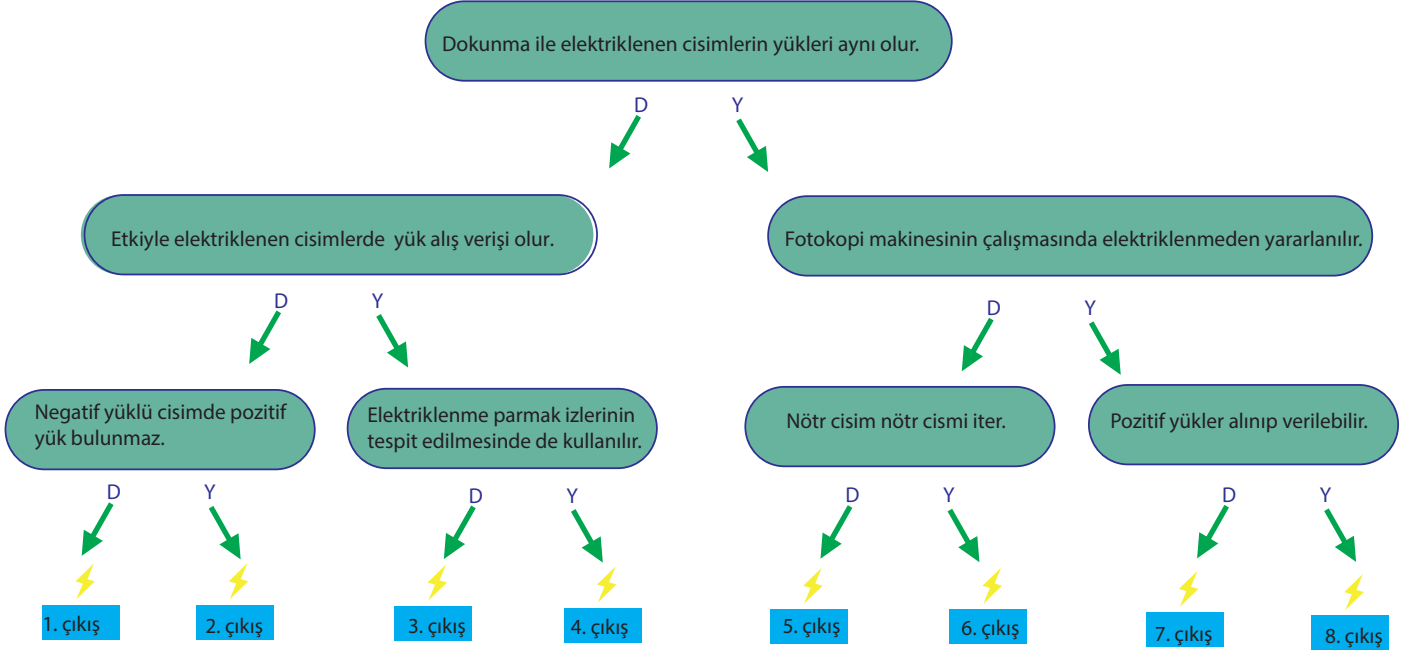 Dokunma ile elektriklenen cisimlerin yükleri aynı olur.
D Y
Etkiyle elektriklenen cisimlerde yük alış verişi olur.
Fotokopi makinesinin çalışmasında elektriklenmeden yararlanılır.
D Y
D Y
Negatif yüklü cisimde pozitif
yük bulunmaz.
Elektriklenme parmak izlerinin
tespit edilmesinde de kullanılır.
Nötr cisim nötr cismi iter.
Pozitif yükler alınıp verilebilir.
D Y
D Y
D Y
D Y
1. çıkış
2. çıkış
3. çıkış
4. çıkış
5. çıkış
6. çıkış
7. çıkış
8. çıkış